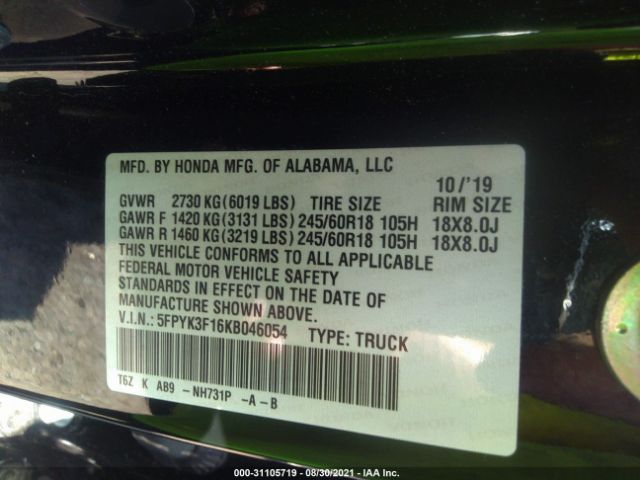 MFD. BY HONDA MFG. OF ALABAMA, LLC
10/'19
GVWR 2730 KG(6019 LBS) TIRE SIZE RIM SIZE
GAWR F 1420 KG(3131 LBS) 245/60R18 105H 18X8.0J
GAWR R 1460 KG(3219 LBS) 245/60R18 105H 18X8.0J
THIS VEHICLE CONFORMS TO ALL APPLICABLE
FEDERAL MOTOR VEHICLE SAFETY
STANDARDS IN EFFECT ON THE DATE OF
MANUFACTURE SHOWN ABOVE.
V.I.N.: 5FPYK3F16KB046054 TYPE: TRUCK
T6Z K AB9 -NH731P -A-B
000-31105719 - 08/30/2021 - IAA Inc.